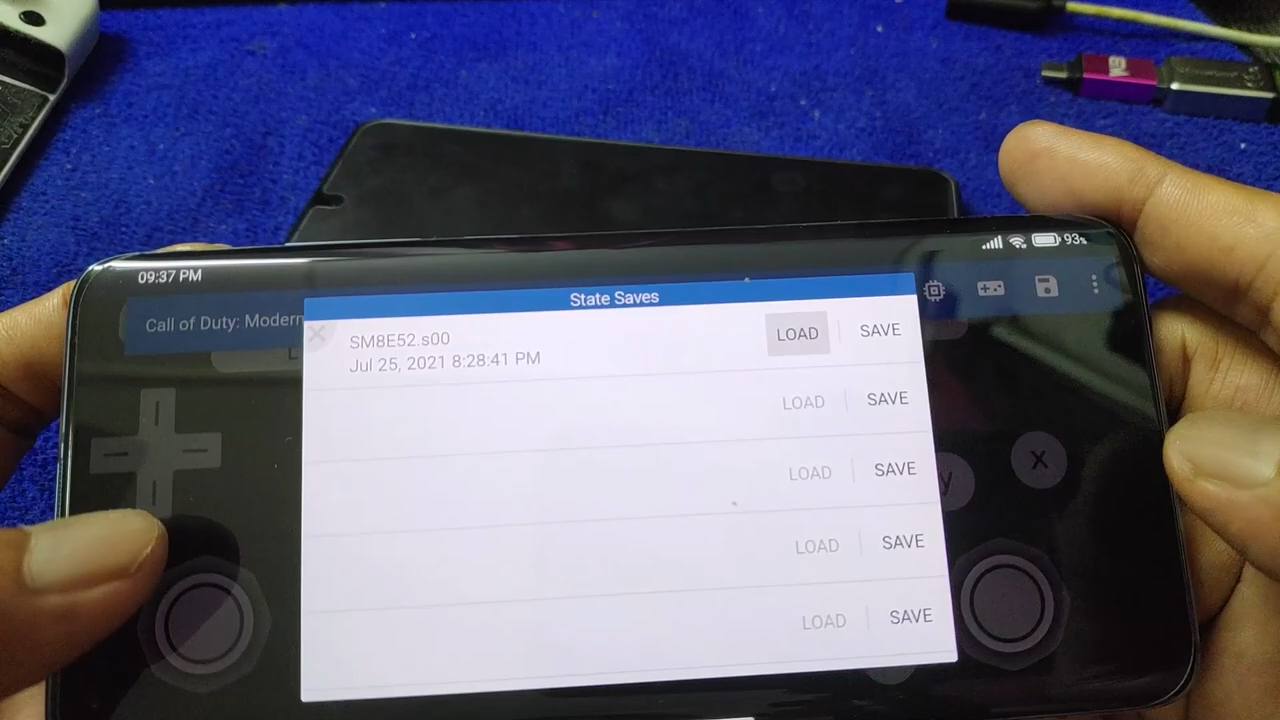 09:37 PM
93%
Call of Duty: Modern
L
State Saves
SM8E52.s00
Jul 25, 2021 8:28:41 PM
LOAD
SAVE
LOAD
SAVE
LOAD
SAVE
LOAD
SAVE
LOAD
SAVE
y
X